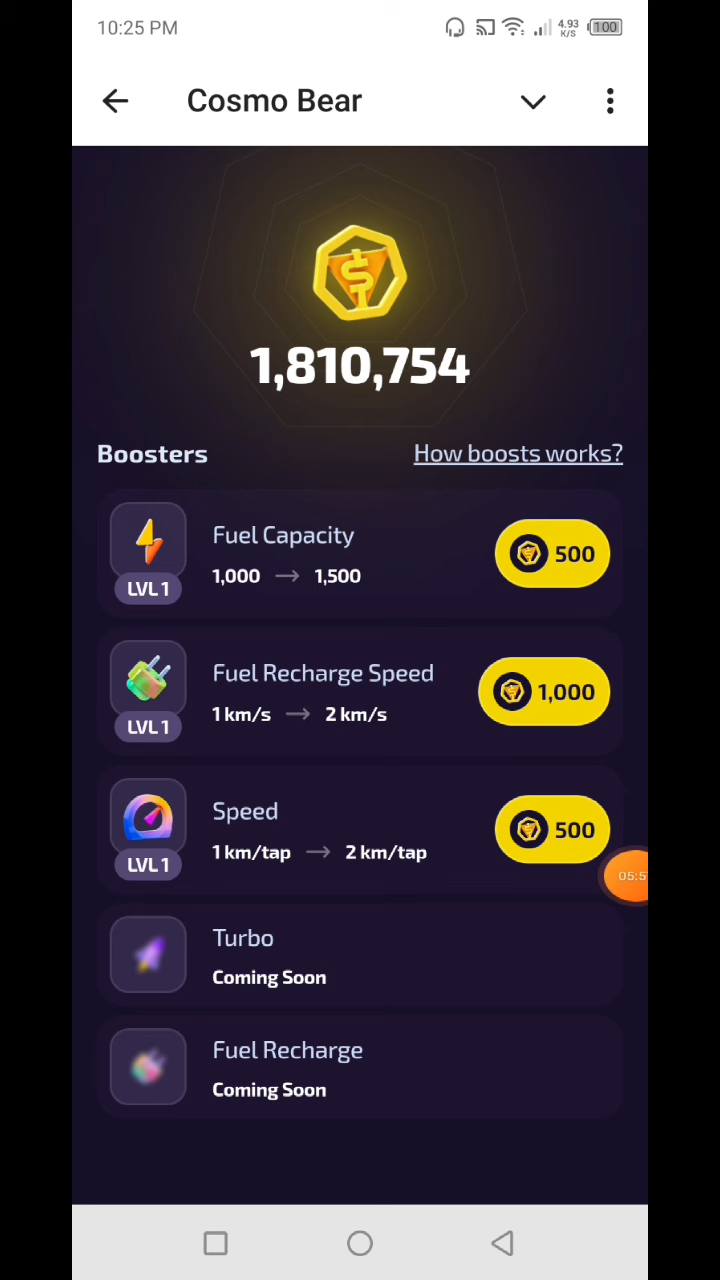 10:25 PM
4.93
K/S
100
Cosmo Bear
1,810,754
Boosters
How boosts works?
Fuel Capacity
1,000 → 1,500
500
LVL 1
Fuel Recharge Speed
1 km/s → 2 km/s
1,000
LVL 1
Speed
1 km/tap → 2 km/tap
500
LVL 1
Turbo
Coming Soon
Fuel Recharge
Coming Soon